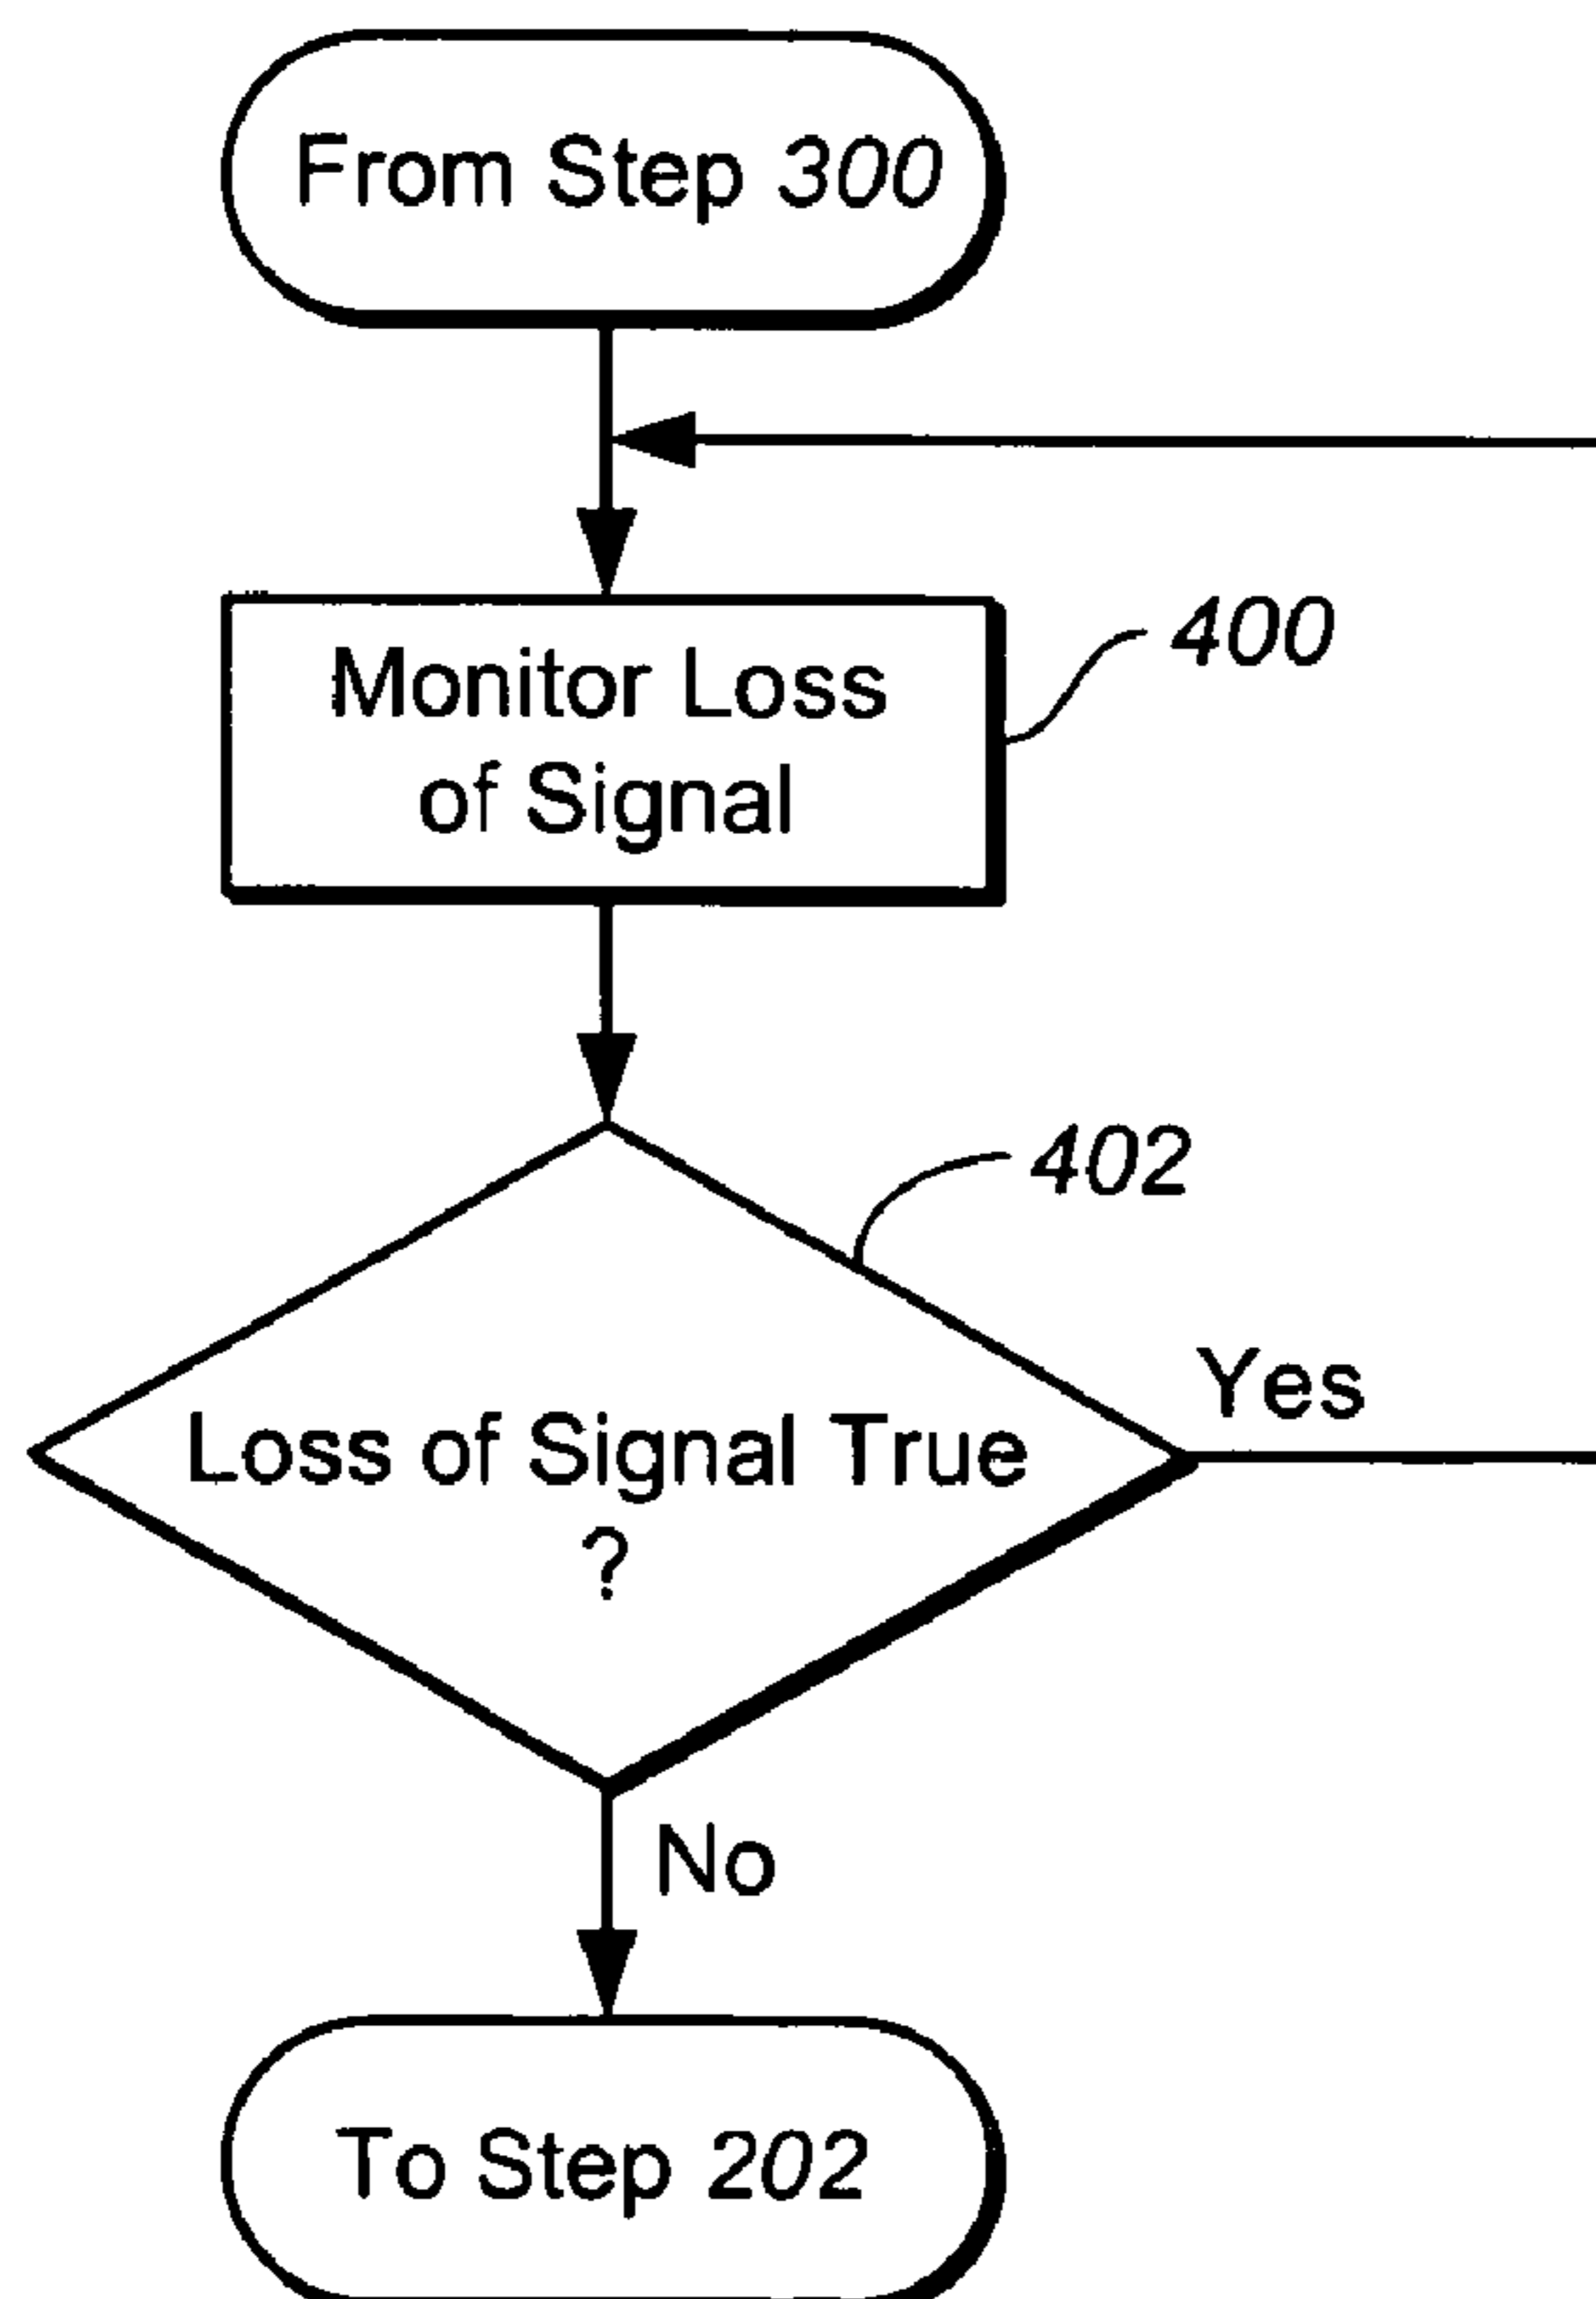 From Step 300
Monitor Loss
of Signal
400
402
Loss of Signal True
?
Yes
No
To Step 202